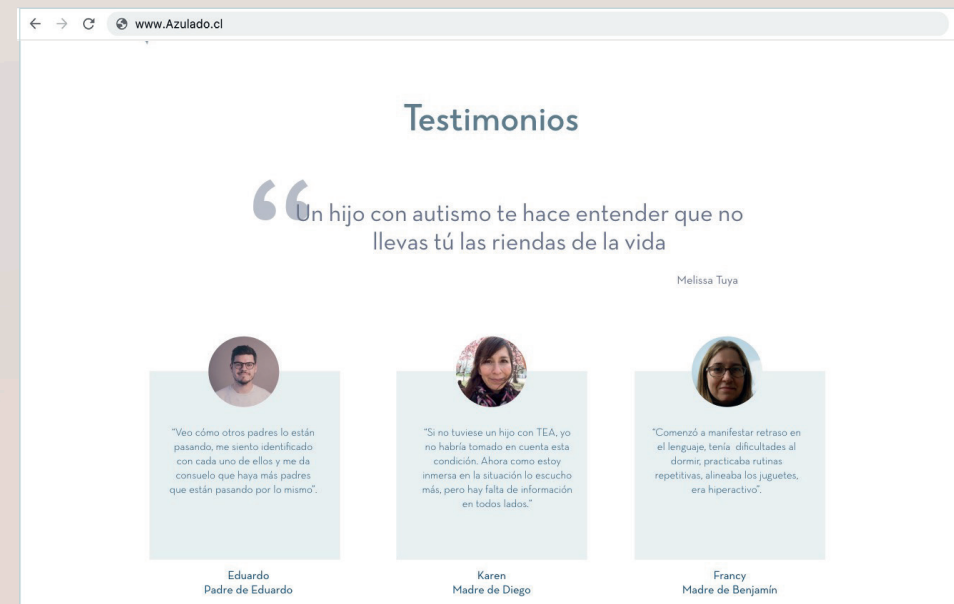 www.Azulado.cl
Testimonios
“Un hijo con autismo te hace entender que no
llevas tú las riendas de la vida
Melissa Tuya
“Veo cómo otros padres lo están
pasando, me siento identificado
con cada uno de ellos y me da
consuelo que haya más padres
que están pasando por lo mismo”.
Eduardo
Padre de Eduardo
“Si no tuviese un hijo con TEA, yo
no habría tomado en cuenta esta
condición. Ahora como estoy
inmersa en la situación lo escucho
más, pero hay falta de información
en todos lados.”
Karen
Madre de Diego
“Comenzó a manifestar retraso en
el lenguaje, tenía dificultades al
dormir, practicaba rutinas
repetitivas, alineaba los juguetes,
era hiperactivo”.
Francy
Madre de Benjamín